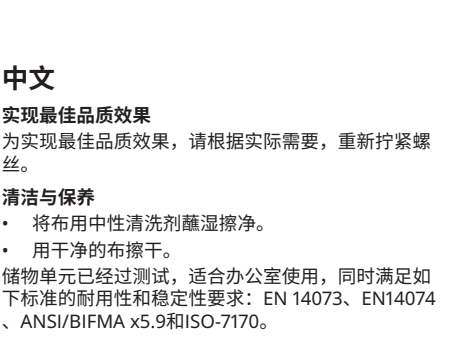 中文
实现最佳品质效果
为实现最佳品质效果，请根据实际需要，重新拧紧螺
丝。
清洁与保养
• 将布用中性清洗剂蘸湿擦净。
• 用干净的布擦干。
储物单元已经过测试，适合办公室使用，同时满足如
下标准的耐用性和稳定性要求：EN 14073、EN14074
、ANSI/BIFMA x5.9和ISO-7170。